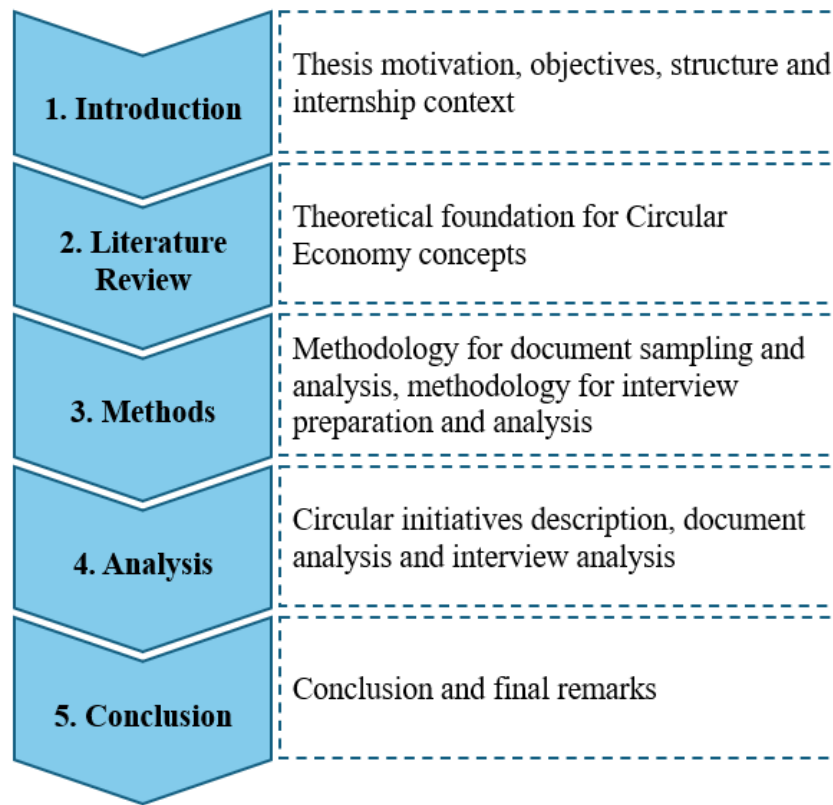 1. Introduction
Thesis motivation, objectives, structure and
internship context
2. Literature
Review
Theoretical foundation for Circular
Economy concepts
3. Methods
Methodology for document sampling and
analysis, methodology for interview
preparation and analysis
4. Analysis
Circular initiatives description, document
analysis and interview analysis
5. Conclusion
Conclusion and final remarks